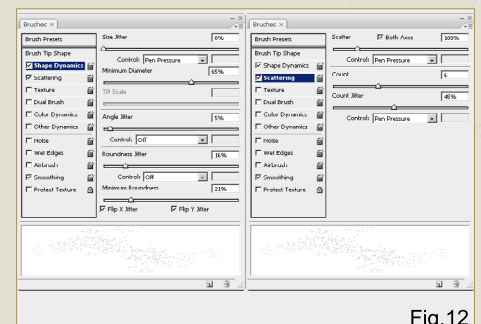 Brushes ×
Brush Presets
Brush Tip Shape
Shape Dynamics
Scattering
Texture
Dual Brush
Color Dynamics
Other Dynamics
Noise
Wet Edges
Airbrush
Smoothing
Protect Texture
Size Jitter 0%
Control: Pen Pressure
Minimum Diameter 65%
Tilt Scale
Angle Jitter 5%
Control: Off
Roundness Jitter 16%
Control: Off
Minimum Roundness 21%
Flip X Jitter Flip Y Jitter
Brushes ×
Brush Presets
Brush Tip Shape
Shape Dynamics
Scattering
Texture
Dual Brush
Color Dynamics
Other Dynamics
Noise
Wet Edges
Airbrush
Smoothing
Protect Texture
Scatter Both Axes 100%
Control: Pen Pressure
Count 6
Count Jitter 45%
Control: Pen Pressure
Fig.12